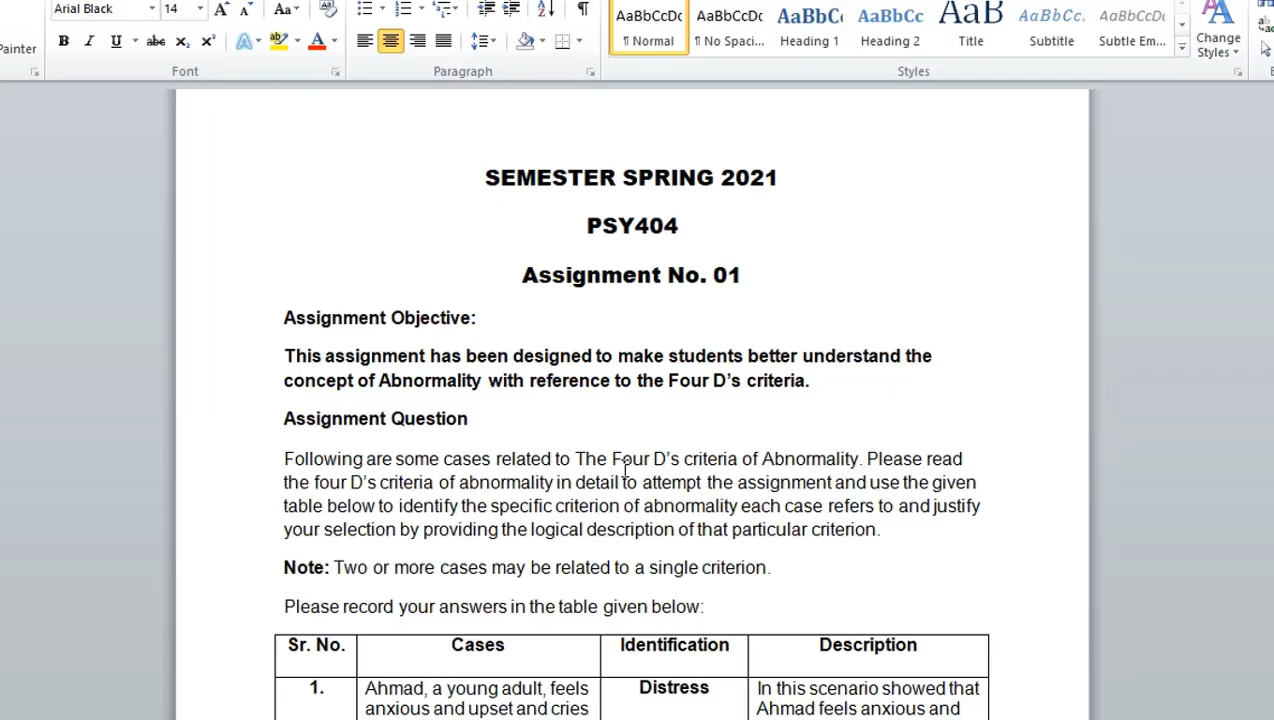 Arial Black 14 Aa AaBbCcDc AaBbCcDc AaBbC AaBbCc AaB AaBbCc. AaBbCcDc
Painter B I U abc x₂ x² A ab A ¶ Normal ¶ No Spaci... Heading 1 Heading 2 Title Subtitle Subtle Em... Change
Styles
Font Paragraph Styles
SEMESTER SPRING 2021
PSY404
Assignment No. 01
Assignment Objective:
This assignment has been designed to make students better understand the
concept of Abnormality with reference to the Four D’s criteria.
Assignment Question
Following are some cases related to The Four D’s criteria of Abnormality. Please read
the four D’s criteria of abnormality in detail to attempt the assignment and use the given
table below to identify the specific criterion of abnormality each case refers to and justify
your selection by providing the logical description of that particular criterion.
Note: Two or more cases may be related to a single criterion.
Please record your answers in the table given below:
Sr. No. Cases Identification Description
1. Ahmad, a young adult, feels Distress In this scenario showed that
anxious and upset and cries Ahmad feels anxious and